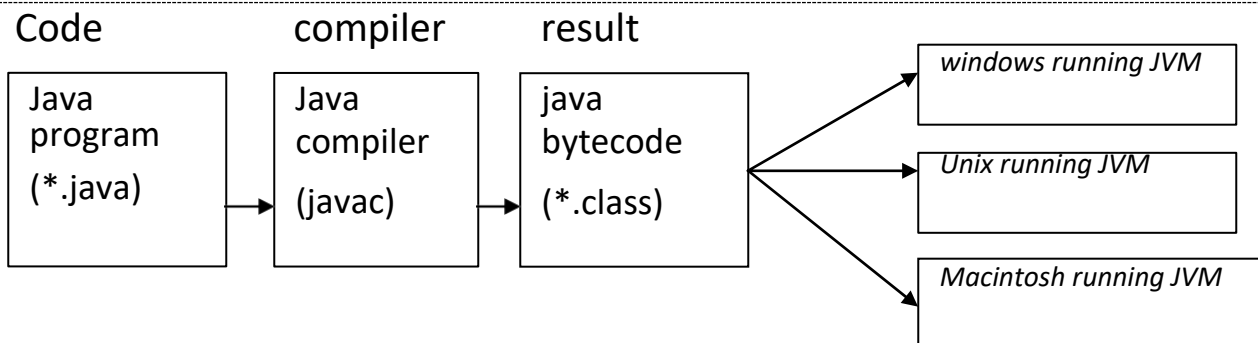 Code
compiler
result
Java
program
(*.java)
Java
compiler
(javac)
java
bytecode
(*.class)
windows running JVM
Unix running JVM
Macintosh running JVM